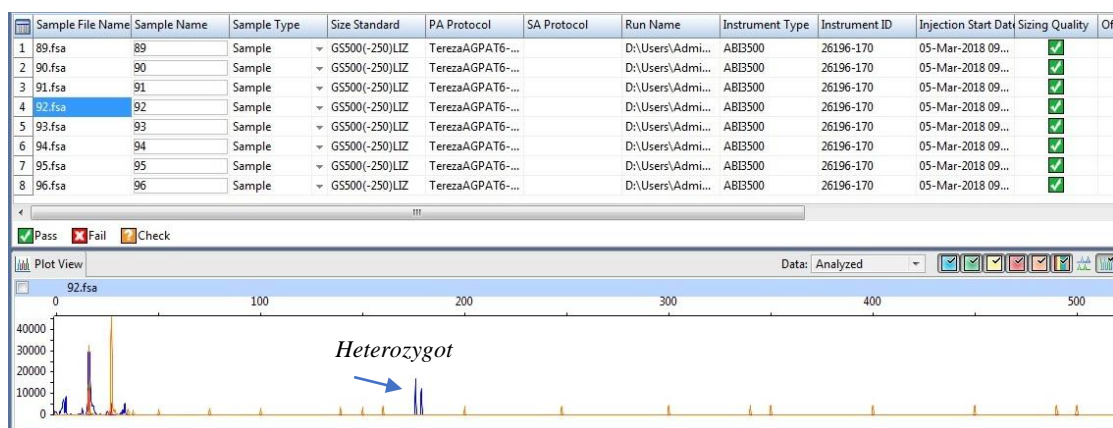 Sample File Name Sample Name Sample Type Size Standard PA Protocol SA Protocol Run Name Instrument Type Instrument ID Injection Start Date Sizing Quality Of
1 89.fsa 89 Sample GS500(-250)LIZ TerezaAGPAT6-... D:\Users\Admi... ABI3500 26196-170 05-Mar-2018 09...
2 90.fsa 90 Sample GS500(-250)LIZ TerezaAGPAT6-... D:\Users\Admi... ABI3500 26196-170 05-Mar-2018 09...
3 91.fsa 91 Sample GS500(-250)LIZ TerezaAGPAT6-... D:\Users\Admi... ABI3500 26196-170 05-Mar-2018 09...
4 92.fsa 92 Sample GS500(-250)LIZ TerezaAGPAT6-... D:\Users\Admi... ABI3500 26196-170 05-Mar-2018 09...
5 93.fsa 93 Sample GS500(-250)LIZ TerezaAGPAT6-... D:\Users\Admi... ABI3500 26196-170 05-Mar-2018 09...
6 94.fsa 94 Sample GS500(-250)LIZ TerezaAGPAT6-... D:\Users\Admi... ABI3500 26196-170 05-Mar-2018 09...
7 95.fsa 95 Sample GS500(-250)LIZ TerezaAGPAT6-... D:\Users\Admi... ABI3500 26196-170 05-Mar-2018 09...
8 96.fsa 96 Sample GS500(-250)LIZ TerezaAGPAT6-... D:\Users\Admi... ABI3500 26196-170 05-Mar-2018 09...
Pass Fail Check
Plot View Data: Analyzed
92.fsa
0 100 200 300 400 500
40000
30000
20000
10000
0
Heterozygot